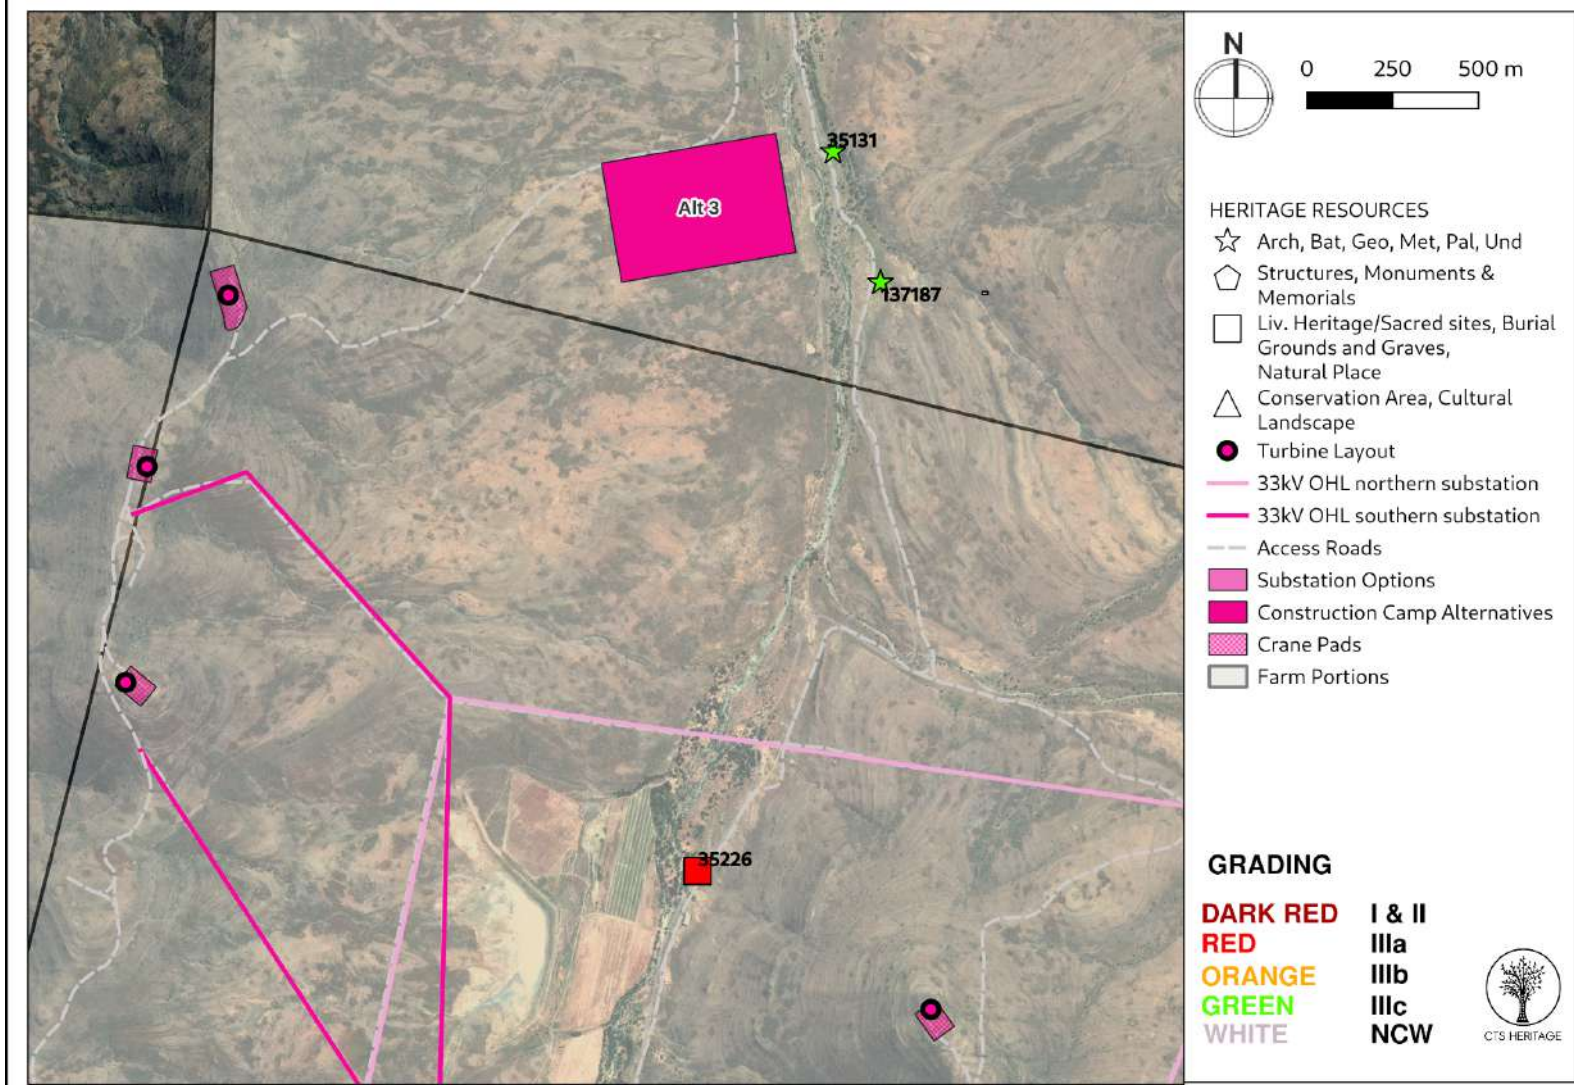 35131
Alt 3
137187
35226
N
0 250 500 m
HERITAGE RESOURCES
Arch, Bat, Geo, Met, Pal, Und
Structures, Monuments &
Memorials
Liv. Heritage/Sacred sites, Burial
Grounds and Graves,
Natural Place
Conservation Area, Cultural
Landscape
Turbine Layout
33kV OHL northern substation
33kV OHL southern substation
Access Roads
Substation Options
Construction Camp Alternatives
Crane Pads
Farm Portions
GRADING
DARK RED I & II
RED IIIa
ORANGE IIIb
GREEN IIIc
WHITE NCW
CTS HERITAGE